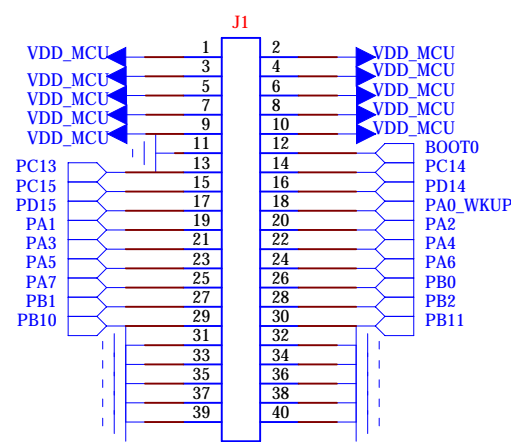 J1
VDD_MCU 1 2 VDD_MCU
VDD_MCU 3 4 VDD_MCU
VDD_MCU 5 6 VDD_MCU
VDD_MCU 7 8 VDD_MCU
VDD_MCU 9 10 VDD_MCU
11 12 BOOT0
PC13 13 14 PC14
PC15 15 16 PD14
PD15 17 18 PA0_WKUP
PA1 19 20 PA2
PA3 21 22 PA4
PA5 23 24 PA6
PA7 25 26 PB0
PB1 27 28 PB2
PB10 29 30 PB11
31 32
33 34
35 36
37 38
39 40